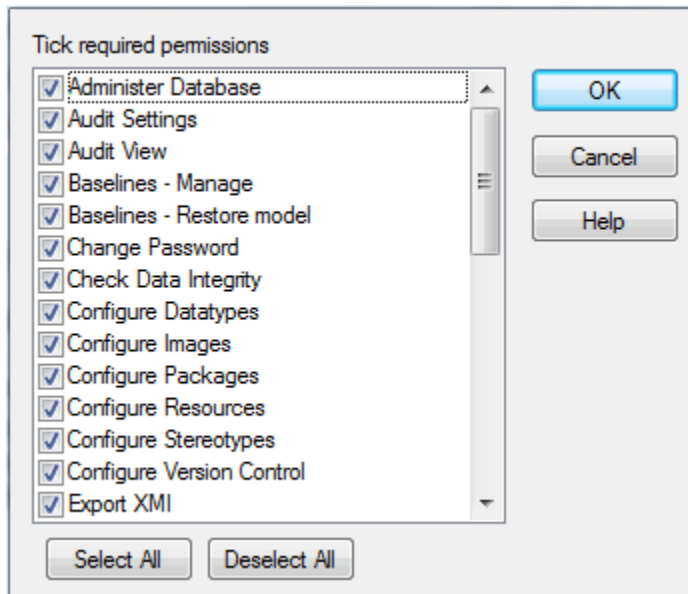 Tick required permissions
Administer Database
Audit Settings
Audit View
Baselines - Manage
Baselines - Restore model
Change Password
Check Data Integrity
Configure Datatypes
Configure Images
Configure Packages
Configure Resources
Configure Stereotypes
Configure Version Control
Export XMI
OK
Cancel
Help
Select All
Deselect All